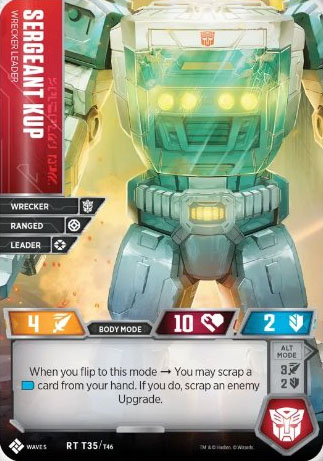 SERGEANT KUP
WRECKER LEADER
WRECKER
RANGED
LEADER
4
BODY MODE
10
2
ALT
MODE
3
2
When you flip to this mode → You may scrap a
card from your hand. If you do, scrap an enemy
Upgrade.
WAVE 5
RT T35/T46
TM & © Hasbro. © Wizards.